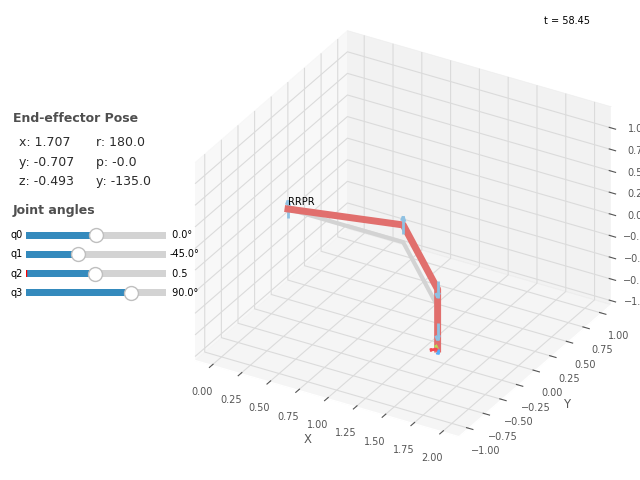 t = 58.45
End-effector Pose
x: 1.707 r: 180.0
y: -0.707 p: -0.0
z: -0.493 y: -135.0
Joint angles
q0 0.0°
q1 -45.0°
q2 0.5
q3 90.0°
RRPR
0.00 0.25 0.50 0.75 1.00 1.25 1.50 1.75 2.00
X
−1.00 −0.75 −0.50 −0.25 0.00 0.25 0.50 0.75 1.00
Y